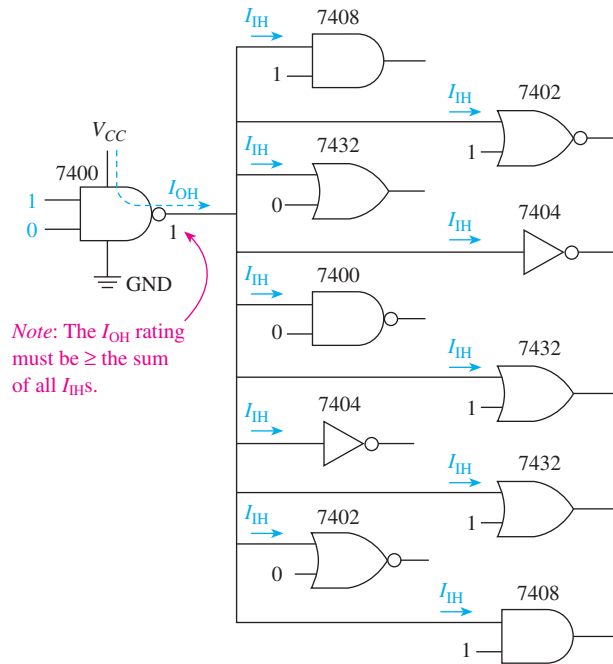 7408
I_IH
1
7402
I_IH
1
V_CC
7432
I_IH
0
7400
1
0
I_OH
1
7404
I_IH
GND
7400
I_IH
0
Note: The I_OH rating
must be ≥ the sum
of all I_IHs.
7432
I_IH
1
7404
I_IH
7432
I_IH
1
7402
I_IH
0
7408
I_IH
1